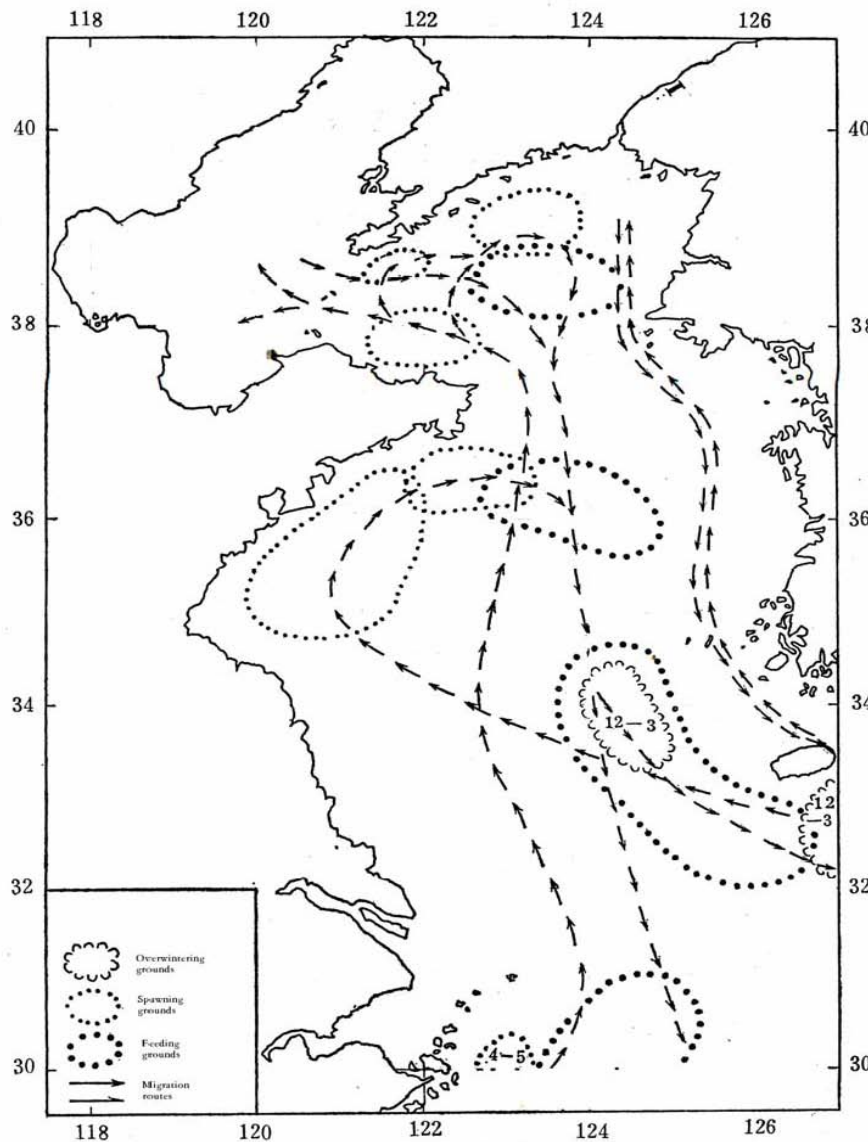 118 120 122 124 126
40 40
38 38
36 36
34 34
12–3
12
–3
32 32
Overwintering
grounds
Spawning
grounds
Feeding
grounds
30 4–5 30
Migration
routes
118 120 122 124 126